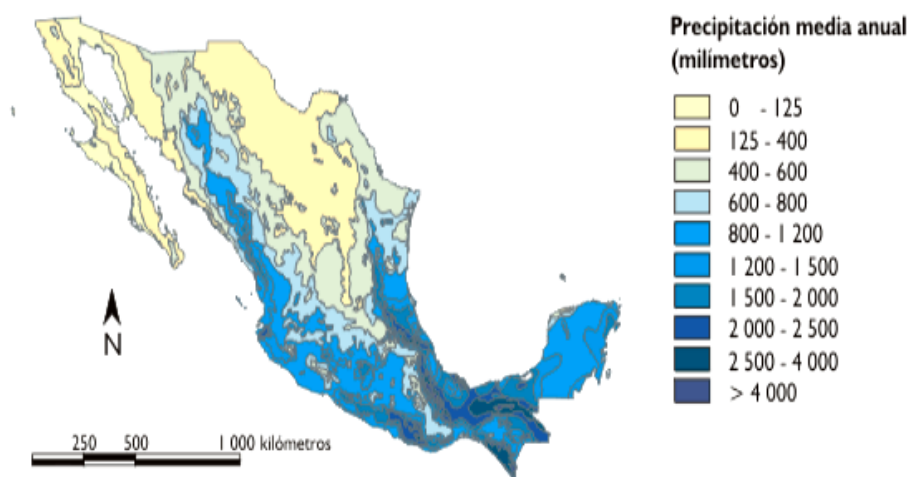 Precipitación media anual
(milímetros)
0 - 125
125 - 400
400 - 600
600 - 800
800 - 1 200
1 200 - 1 500
1 500 - 2 000
2 000 - 2 500
2 500 - 4 000
> 4 000
N
250 500 1 000 kilómetros